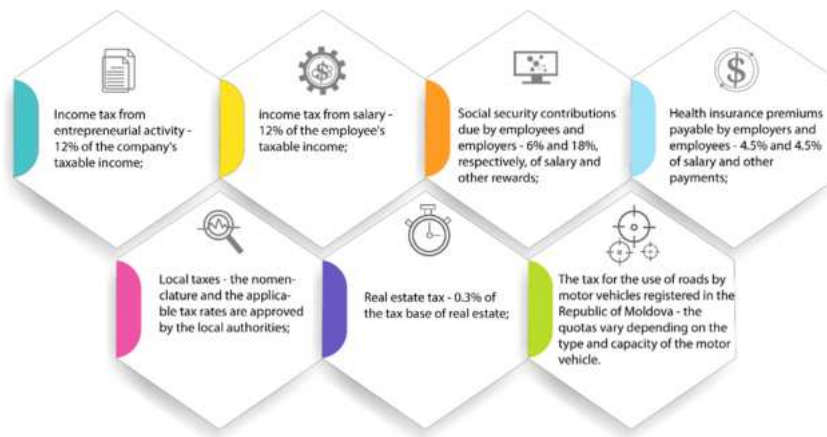 Income tax from
entrepreneurial activity -
12% of the company's
taxable income;
income tax from salary -
12% of the employee's
taxable income;
Social security contributions
due by employees and
employers - 6% and 18%,
respectively, of salary and
other rewards;
Health insurance premiums
payable by employers and
employees - 4.5% and 4.5%
of salary and other
payments;
Local taxes - the nomen-
clature and the applica-
ble tax rates are approved
by the local authorities;
Real estate tax - 0.3% of
the tax base of real estate;
The tax for the use of roads by
motor vehicles registered in the
Republic of Moldova - the
quotas vary depending on the
type and capacity of the motor
vehicle.